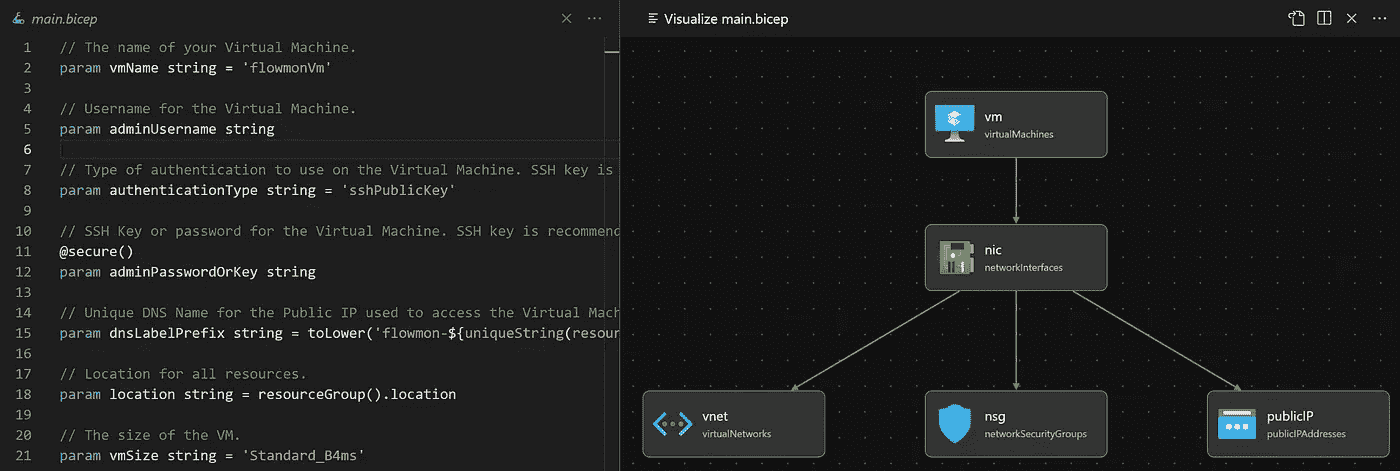 main.bicep
1 // The name of your Virtual Machine.
2 param vmName string = 'flowmonVm'
3
4 // Username for the Virtual Machine.
5 param adminUsername string
6
7 // Type of authentication to use on the Virtual Machine. SSH key is
8 param authenticationType string = 'sshPublicKey'
9
10 // SSH Key or password for the Virtual Machine. SSH key is recommend
11 @secure()
12 param adminPasswordOrKey string
13
14 // Unique DNS Name for the Public IP used to access the Virtual Mach
15 param dnsLabelPrefix string = toLower('flowmon-${uniqueString(resour
16
17 // Location for all resources.
18 param location string = resourceGroup().location
19
20 // The size of the VM.
21 param vmSize string = 'Standard_B4ms'
Visualize main.bicep
vm
virtualMachines
nic
networkInterfaces
vnet
virtualNetworks
nsg
networkSecurityGroups
publicIP
publicIPAddresses